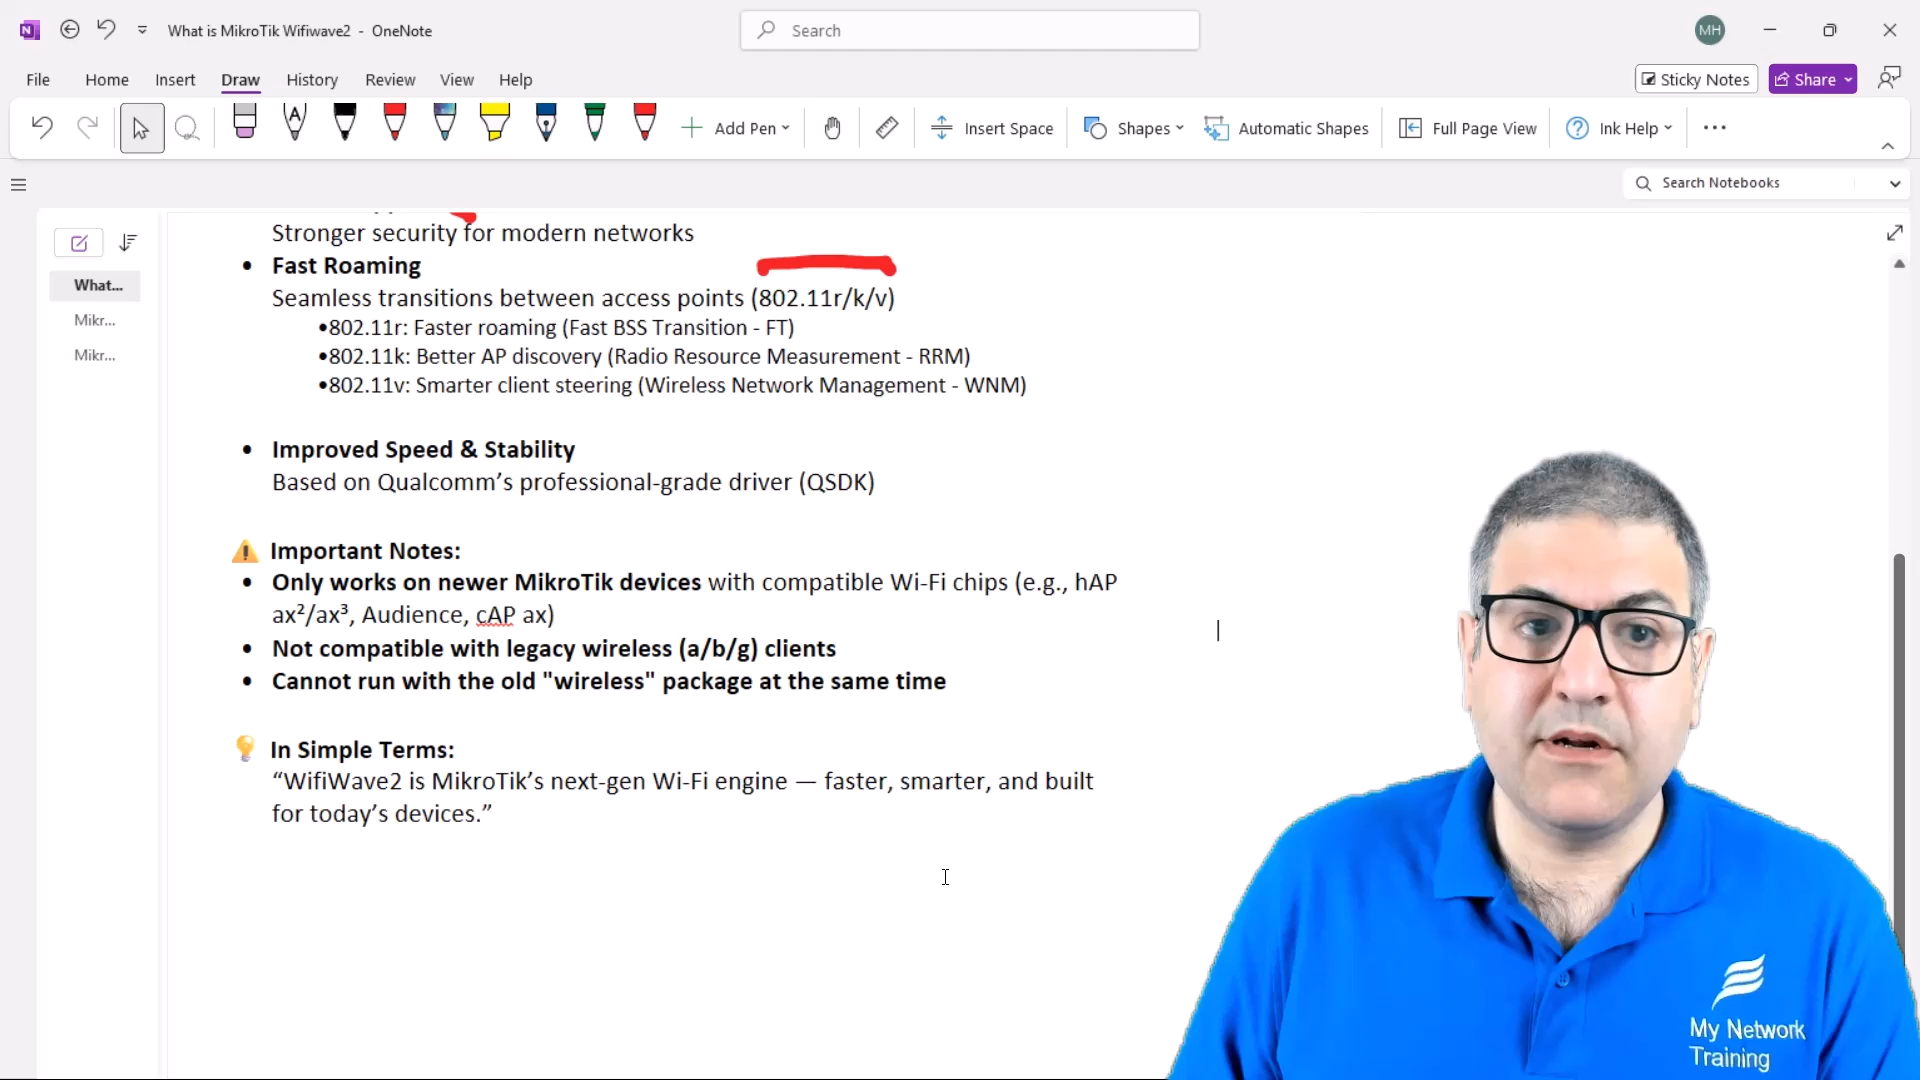 What is MikroTik Wifiwave2 - OneNote
Search
MH
File Home Insert Draw History Review View Help
Sticky Notes
Share
Add Pen
Insert Space
Shapes
Automatic Shapes
Full Page View
Ink Help
Search Notebooks
What...
Mikr...
Mikr...
Stronger security for modern networks
• Fast Roaming
Seamless transitions between access points (802.11r/k/v)
•802.11r: Faster roaming (Fast BSS Transition - FT)
•802.11k: Better AP discovery (Radio Resource Measurement - RRM)
•802.11v: Smarter client steering (Wireless Network Management - WNM)
• Improved Speed & Stability
Based on Qualcomm’s professional-grade driver (QSDK)
⚠️ Important Notes:
• Only works on newer MikroTik devices with compatible Wi-Fi chips (e.g., hAP
ax²/ax³, Audience, cAP ax)
• Not compatible with legacy wireless (a/b/g) clients
• Cannot run with the old "wireless" package at the same time
💡 In Simple Terms:
“WifiWave2 is MikroTik’s next-gen Wi-Fi engine — faster, smarter, and built
for today’s devices.”
My Network
Training